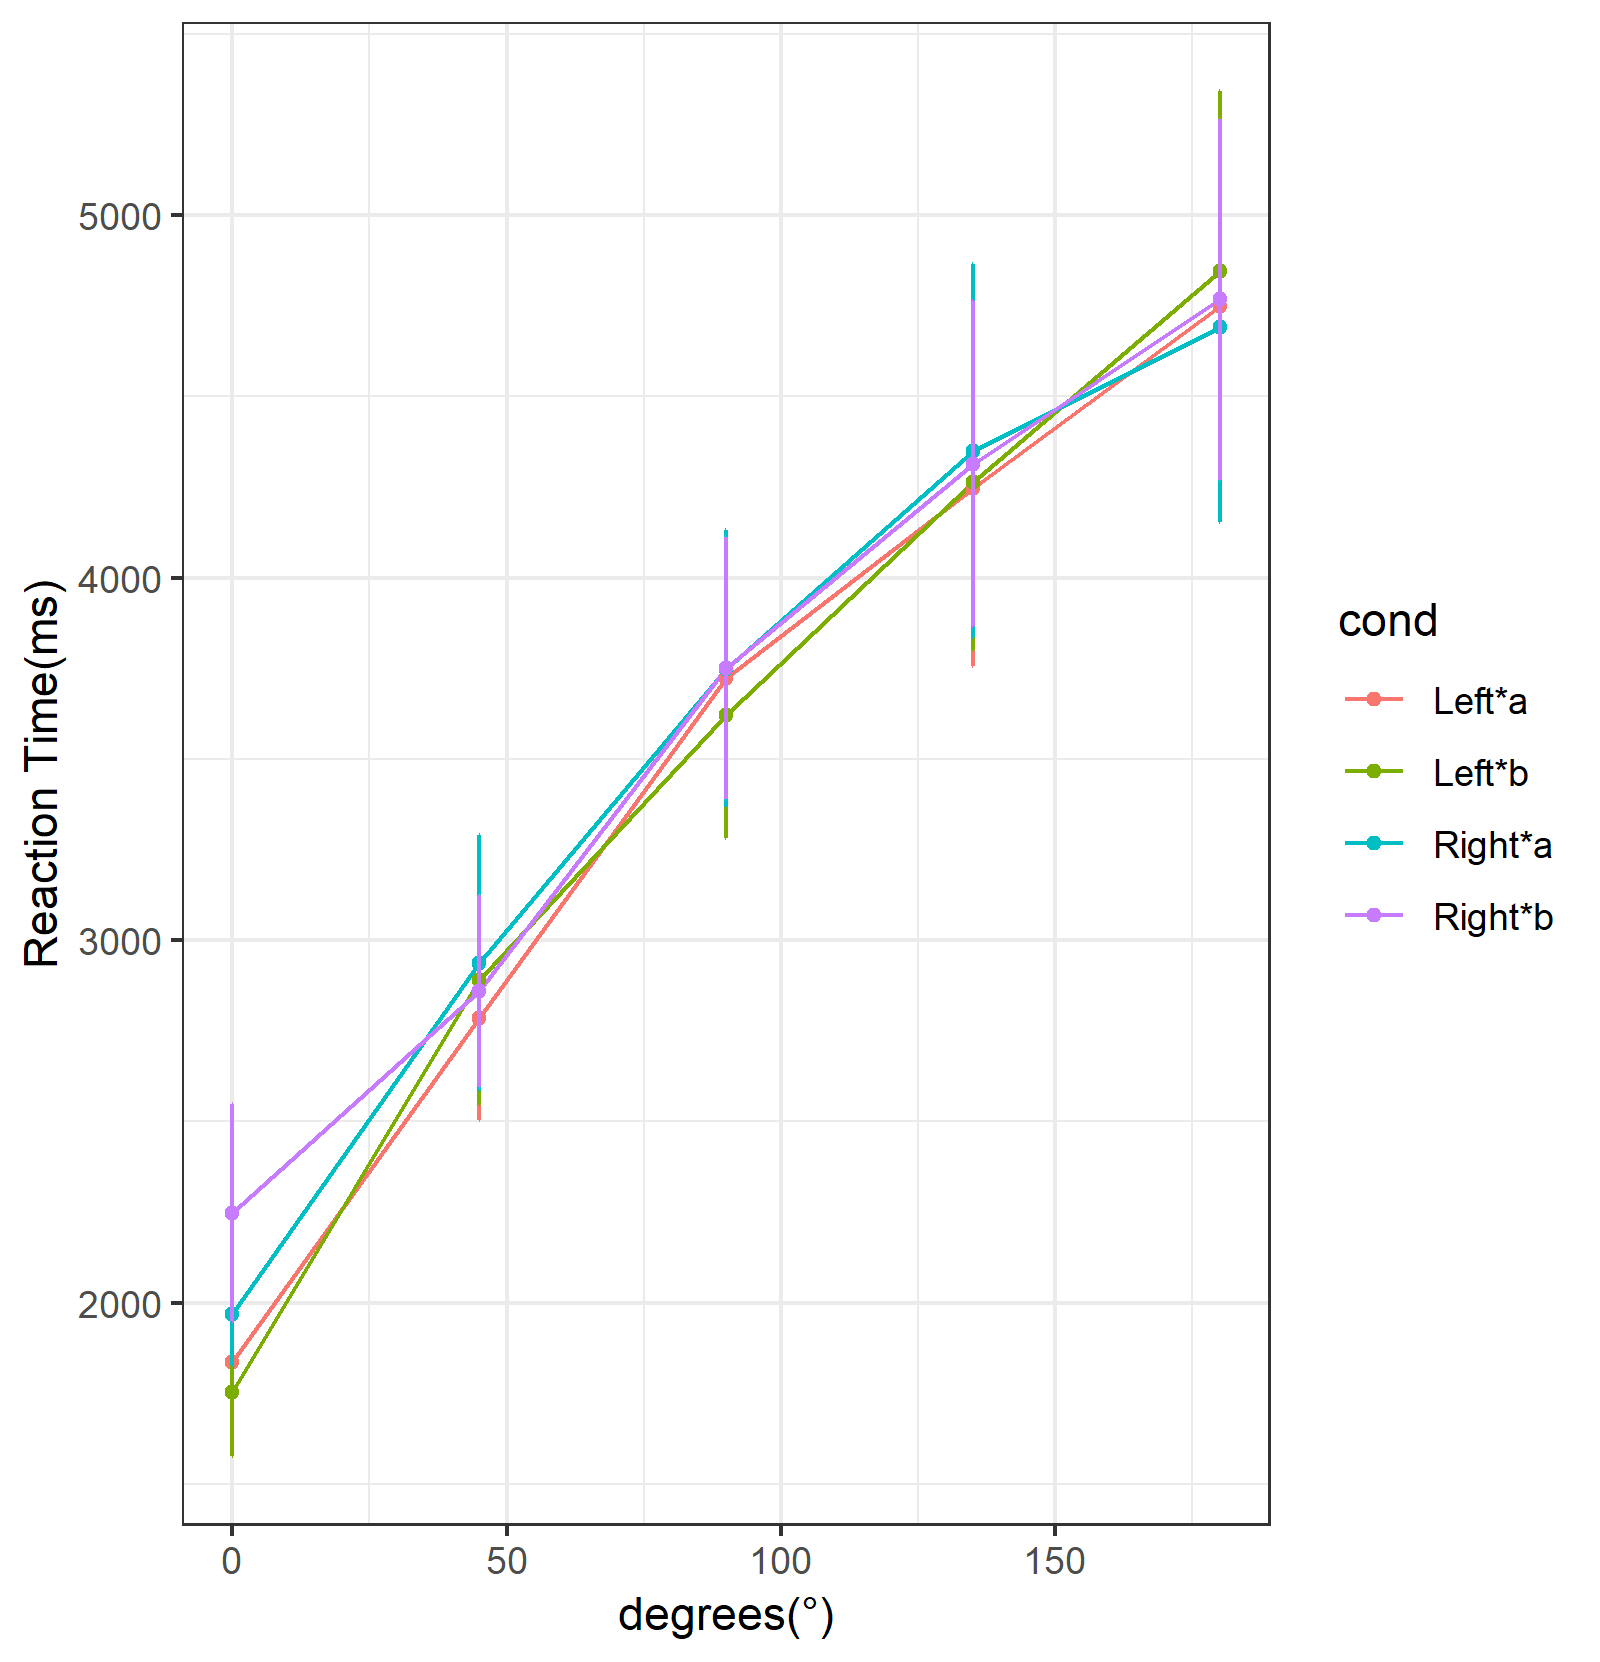 5000
4000
3000
2000
Reaction Time(ms)
0 50 100 150
degrees(°)
cond
Left*a
Left*b
Right*a
Right*b